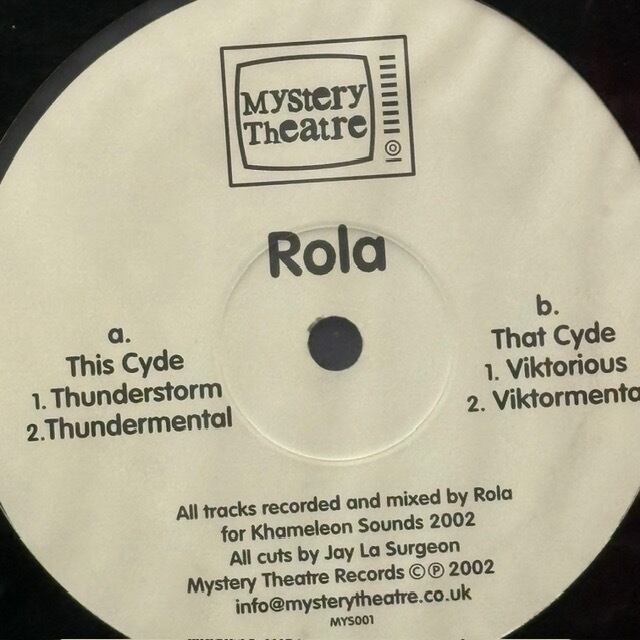 Mystery
Theatre
Rola
a.
This Cyde
1. Thunderstorm
2.Thundermental
b.
That Cyde
1. Viktorious
2. Viktormenta
All tracks recorded and mixed by Rola
for Khameleon Sounds 2002
All cuts by Jay La Surgeon
Mystery Theatre Records © ℗ 2002
info@mysterytheatre.co.uk
MYS001